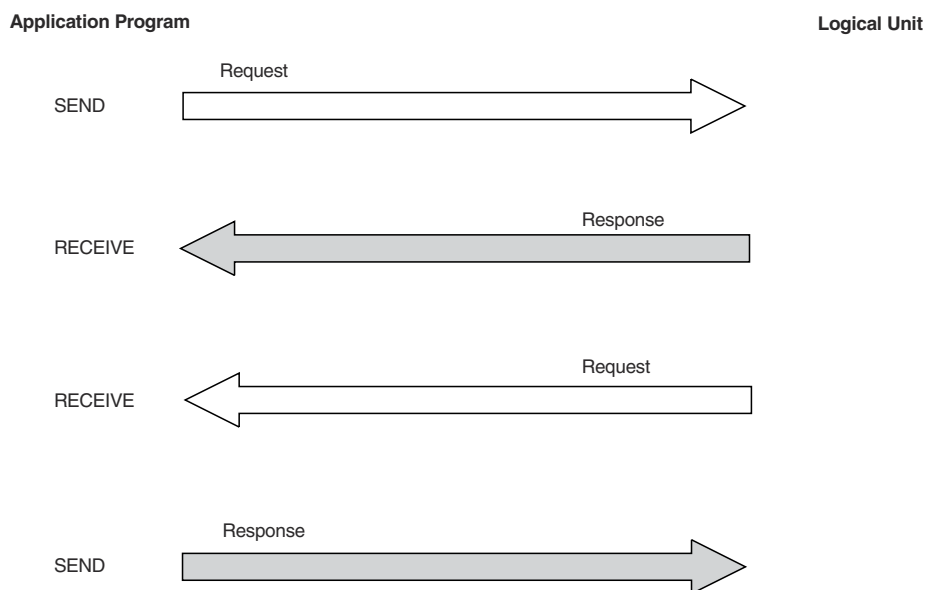 Application Program
Logical Unit
Request
SEND
Response
RECEIVE
Request
RECEIVE
Response
SEND